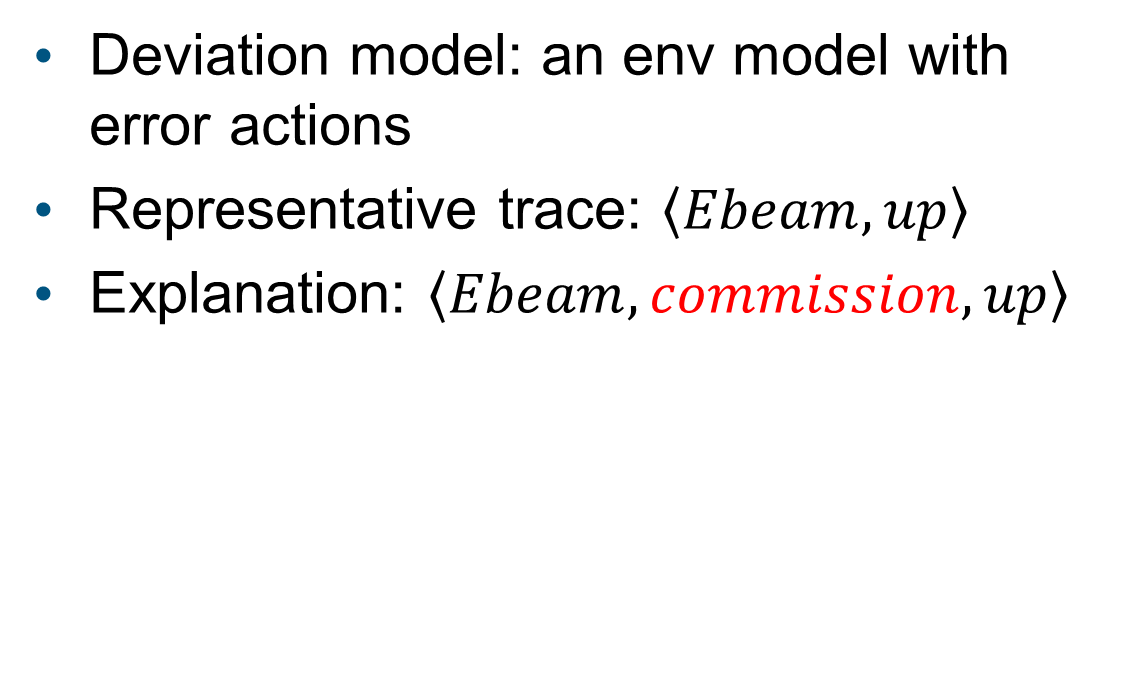 • Deviation model: an env model with
error actions
• Representative trace: ⟨Ebeam, up⟩
• Explanation: ⟨Ebeam, commission, up⟩